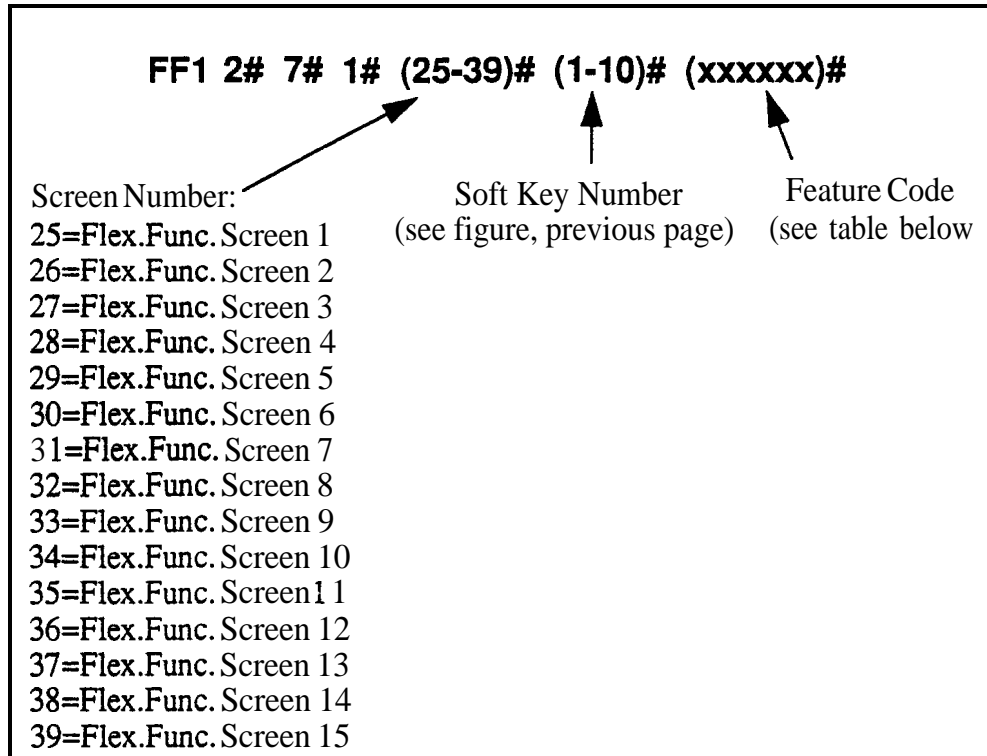 FF1 2# 7# 1# (25-39)# (1-10)# (xxxxxx)#
Screen Number:
Soft Key Number
(see figure, previous page)
Feature Code
(see table below
25=Flex.Func. Screen 1
26=Flex.Func. Screen 2
27=Flex.Func. Screen 3
28=Flex.Func. Screen 4
29=Flex.Func. Screen 5
30=Flex.Func. Screen 6
31=Flex.Func. Screen 7
32=Flex.Func. Screen 8
33=Flex.Func. Screen 9
34=Flex.Func. Screen 10
35=Flex.Func. Screen 11
36=Flex.Func. Screen 12
37=Flex.Func. Screen 13
38=Flex.Func. Screen 14
39=Flex.Func. Screen 15